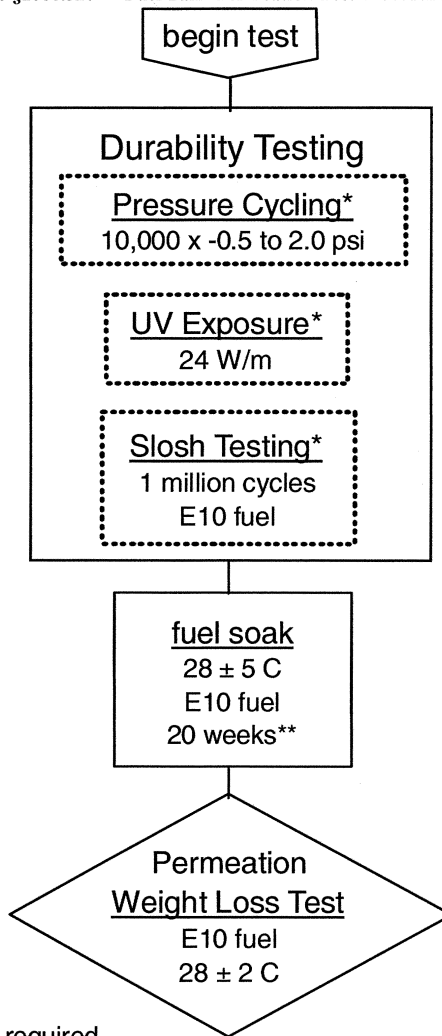 begin test
Durability Testing
Pressure Cycling*
10,000 x -0.5 to 2.0 psi
UV Exposure*
24 W/m
Slosh Testing*
1 million cycles
E10 fuel
fuel soak
28 ± 5 C
E10 fuel
20 weeks**
Permeation
Weight Loss Test
E10 fuel
28 ± 2 C
required